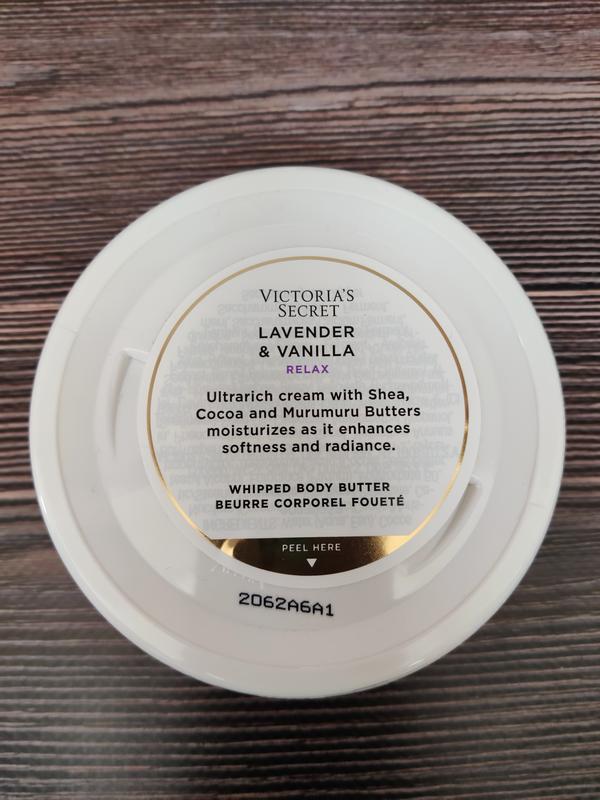 VICTORIA'S
SECRET
LAVENDER
& VANILLA
RELAX
Ultrarich cream with Shea,
Cocoa and Murumuru Butters
moisturizes as it enhances
softness and radiance.
WHIPPED BODY BUTTER
BEURRE CORPOREL FOUETÉ
PEEL HERE
2062A6A1